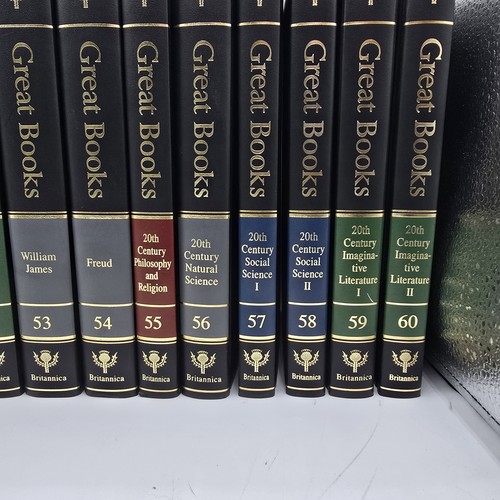 Great Books
William
James
53
Britannica
Great Books
Freud
54
Britannica
Great Books
20th
Century
Philosophy
and
Religion
55
Britannica
Great Books
20th
Century
Natural
Science
56
Britannica
Great Books
20th
Century
Social
Science
I
57
Britannica
Great Books
20th
Century
Social
Science
II
58
Britannica
Great Books
20th
Century
Imagina-
tive
Literature
I
59
Britannica
Great Books
20th
Century
Imagina-
tive
Literature
II
60
Britannica